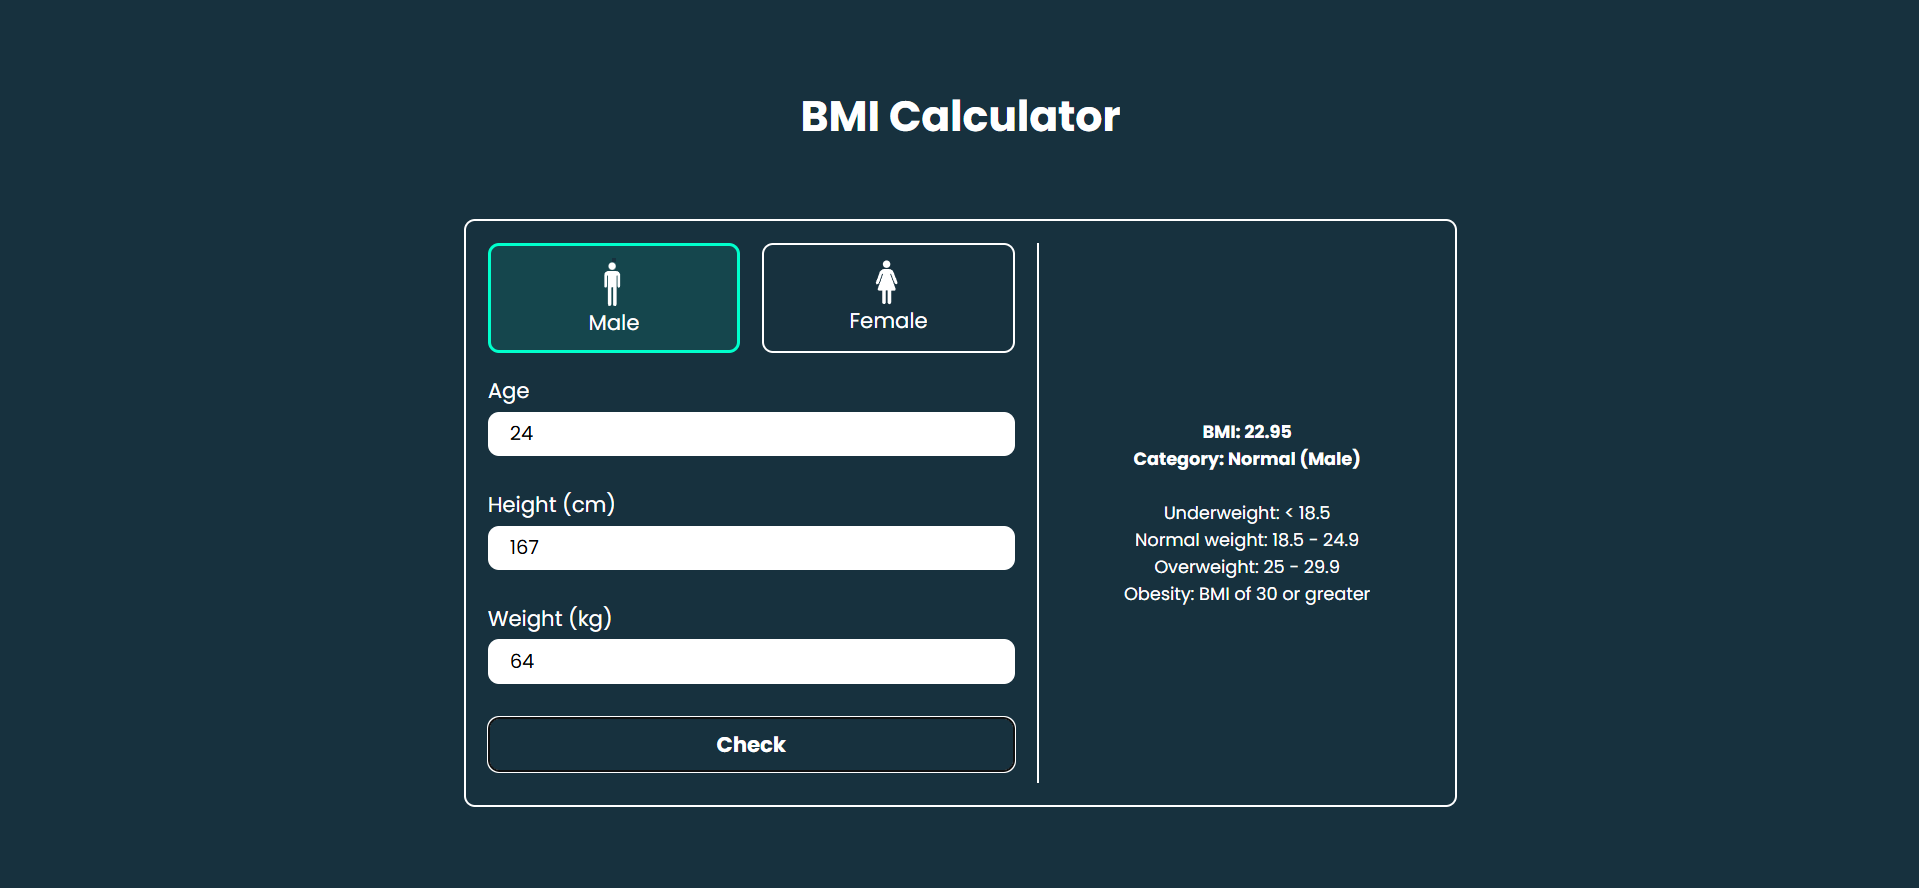 BMI Calculator
Male
Female
Age
24
Height (cm)
167
Weight (kg)
64
Check
BMI: 22.95
Category: Normal (Male)
Underweight: < 18.5
Normal weight: 18.5 - 24.9
Overweight: 25 - 29.9
Obesity: BMI of 30 or greater